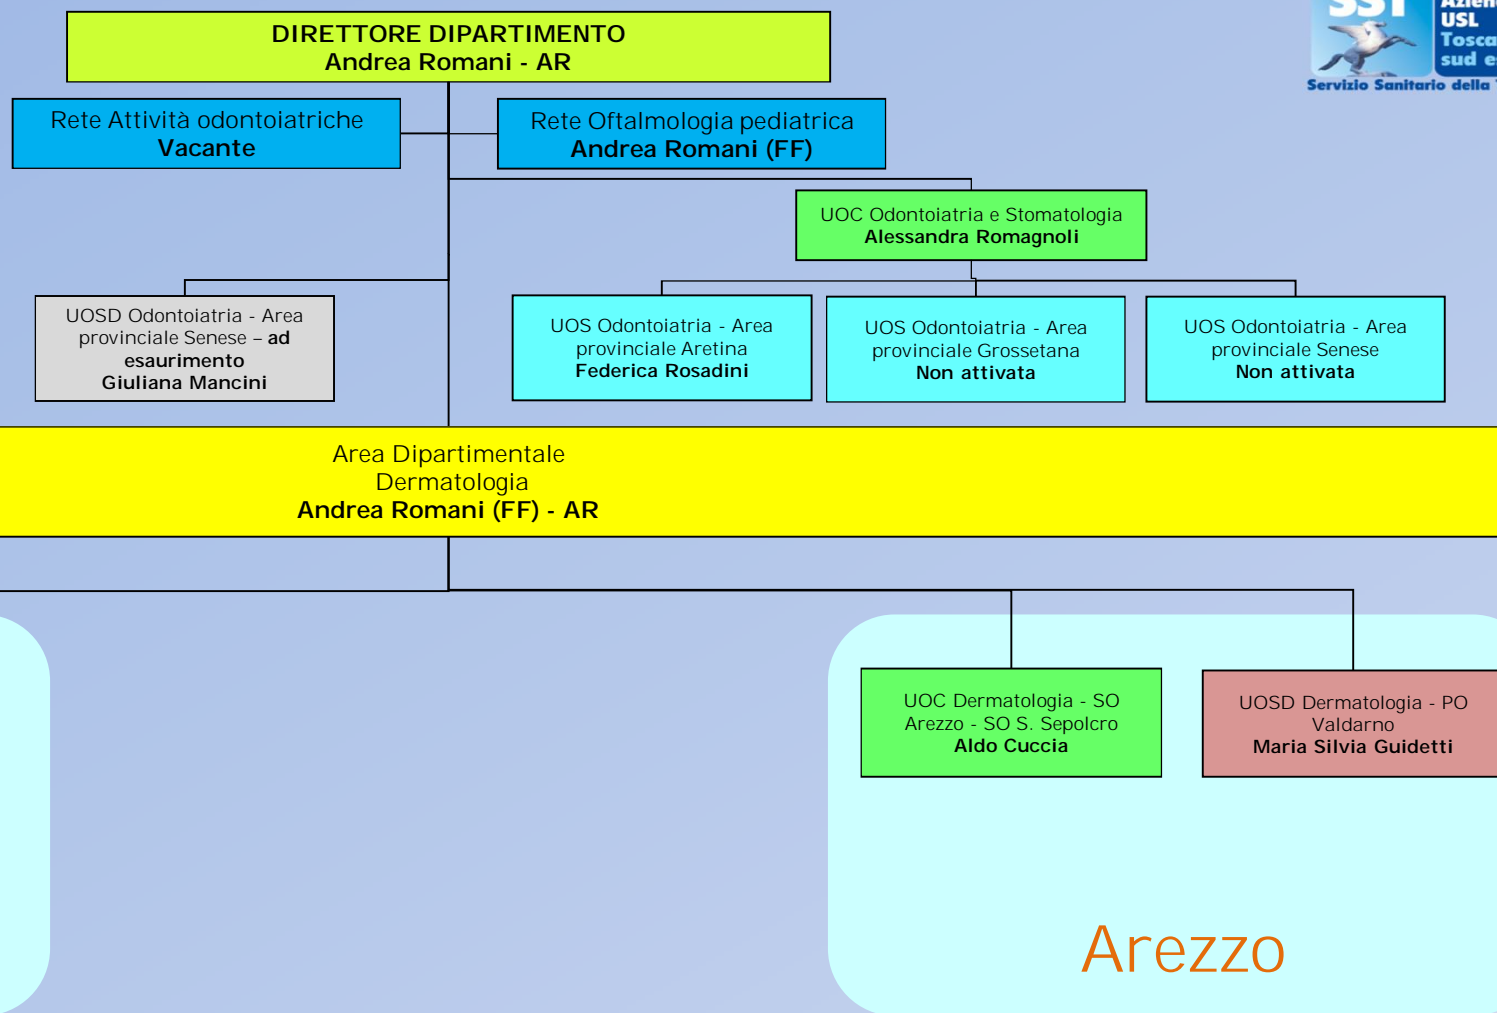 DIRETTORE DIPARTIMENTO
Andrea Romani - AR
USL
Servizio Sanitario della
Rete Attività odontoiatriche
Vacante
Rete Oftalmologia pediatrica
Andrea Romani (FF)
UOC Odontoiatria e Stomatologia
Alessandra Romagnoli
UOSD Odontoiatria - Area
provinciale Senese – ad
esaurimento
Giuliana Mancini
UOS Odontoiatria - Area
provinciale Aretina
Federica Rosadini
UOS Odontoiatria - Area
provinciale Grossetana
Non attivata
UOS Odontoiatria - Area
provinciale Senese
Non attivata
Area Dipartimentale
Dermatologia
Andrea Romani (FF) - AR
UOC Dermatologia - SO
Arezzo - SO S. Sepolcro
Aldo Cuccia
UOSD Dermatologia - PO
Valdarno
Maria Silvia Guidetti
Arezzo